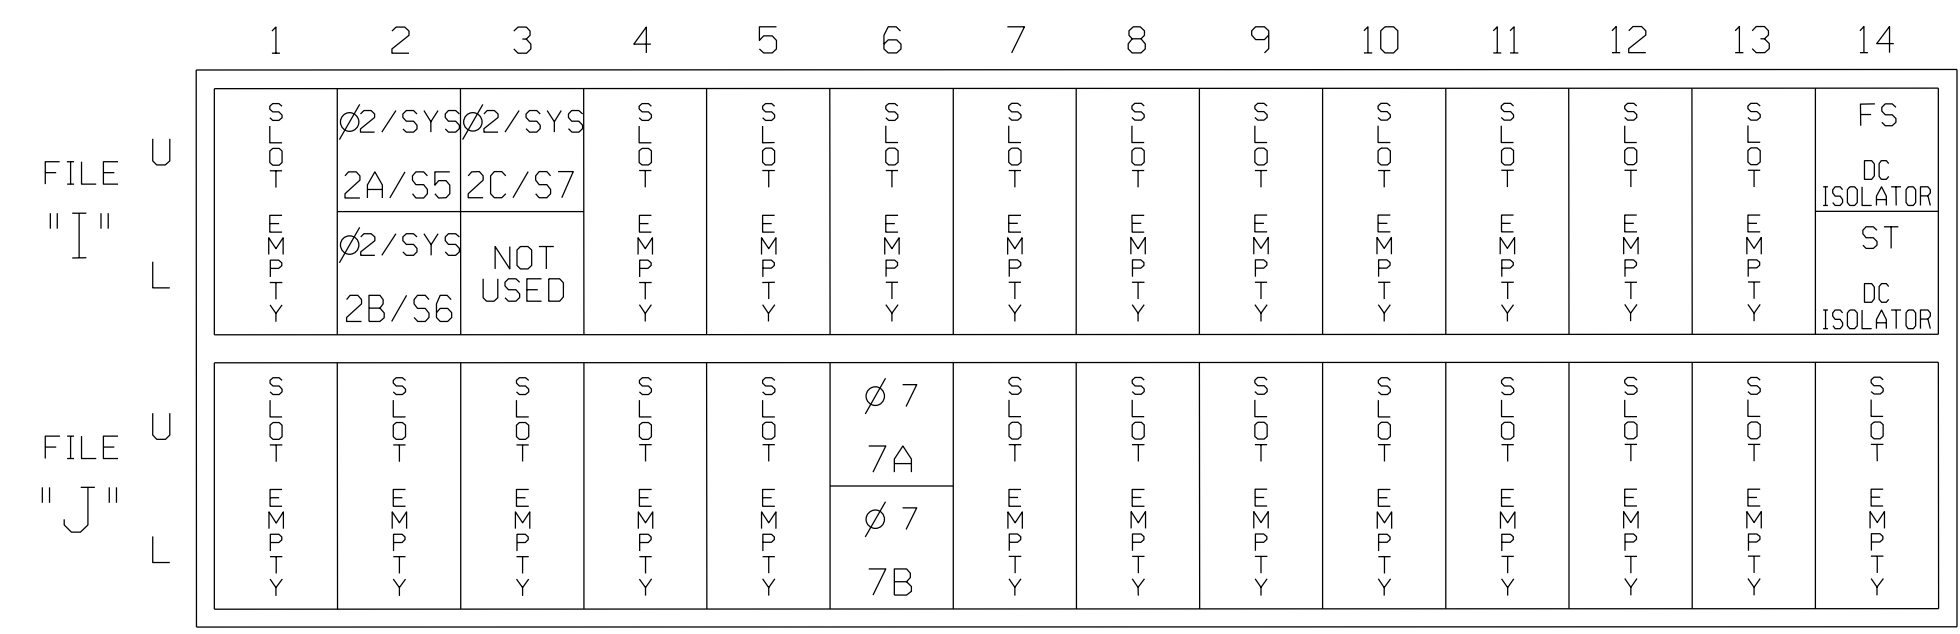 1 2 3 4 5 6 7 8 9 10 11 12 13 14
FILE "I"
U
L
SLOT EMPTY
Ø2/SYS
2A/S5
Ø2/SYS
2B/S6
Ø2/SYS
2C/S7
NOT
USED
SLOT EMPTY
SLOT EMPTY
SLOT EMPTY
SLOT EMPTY
SLOT EMPTY
SLOT EMPTY
SLOT EMPTY
SLOT EMPTY
SLOT EMPTY
SLOT EMPTY
FS
DC
ISOLATOR
ST
DC
ISOLATOR
FILE "J"
U
L
SLOT EMPTY
SLOT EMPTY
SLOT EMPTY
SLOT EMPTY
SLOT EMPTY
Ø 7
7A
Ø 7
7B
SLOT EMPTY
SLOT EMPTY
SLOT EMPTY
SLOT EMPTY
SLOT EMPTY
SLOT EMPTY
SLOT EMPTY
SLOT EMPTY